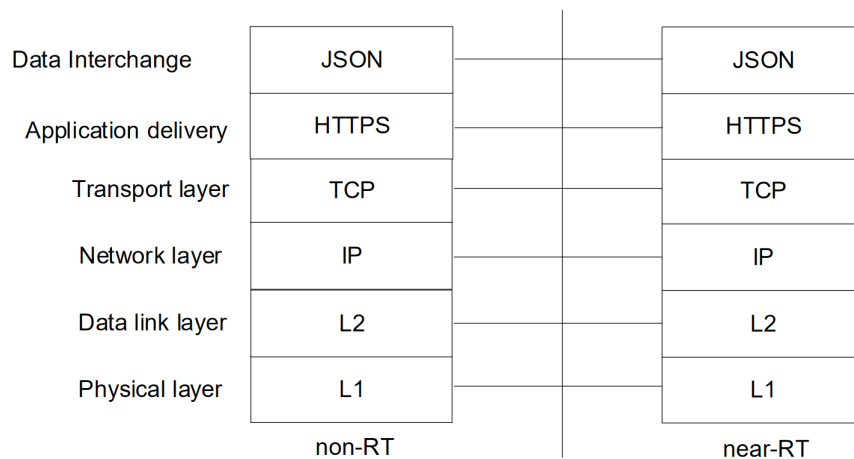 Data Interchange JSON JSON
Application delivery HTTPS HTTPS
Transport layer TCP TCP
Network layer IP IP
Data link layer L2 L2
Physical layer L1 L1
non-RT near-RT